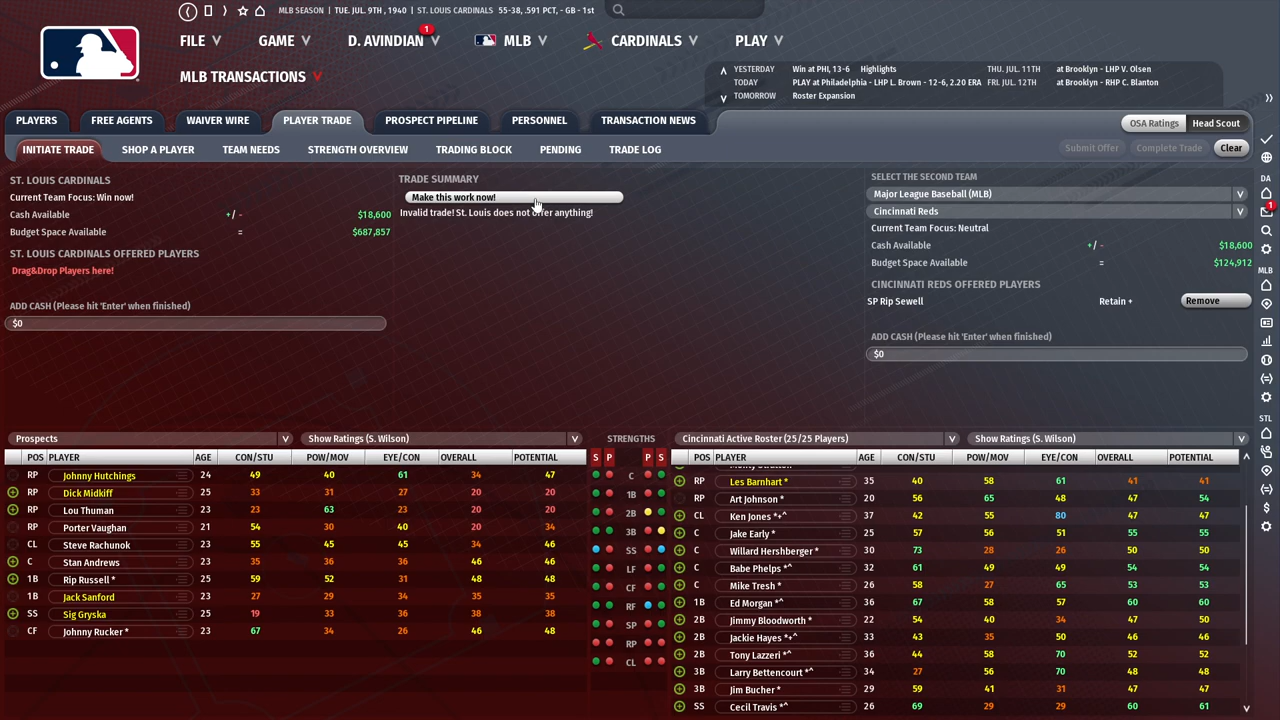 MLB SEASON | TUE. JUL. 9TH , 1940 | ST. LOUIS CARDINALS 55-38, .591 PCT, - GB - 1st
FILE GAME D. AVINDIAN 1 MLB CARDINALS PLAY
MLB TRANSACTIONS
YESTERDAY Win at PHI, 13-6 Highlights THU. JUL. 11TH at Brooklyn - LHP V. Olsen
TODAY PLAY at Philadelphia - LHP L. Brown - 12-6, 2.20 ERA FRI. JUL. 12TH at Brooklyn - RHP C. Blanton
TOMORROW Roster Expansion
PLAYERS FREE AGENTS WAIVER WIRE PLAYER TRADE PROSPECT PIPELINE PERSONNEL TRANSACTION NEWS
OSA Ratings Head Scout
INITIATE TRADE SHOP A PLAYER TEAM NEEDS STRENGTH OVERVIEW TRADING BLOCK PENDING TRADE LOG
Submit Offer Complete Trade Clear
ST. LOUIS CARDINALS
Current Team Focus: Win now!
Cash Available +/- $18,600
Budget Space Available = $687,857
ST. LOUIS CARDINALS OFFERED PLAYERS
Drag&Drop Players here!
ADD CASH (Please hit 'Enter' when finished)
$0
TRADE SUMMARY
Make this work now!
Invalid trade! St. Louis does not offer anything!
SELECT THE SECOND TEAM
Major League Baseball (MLB)
Cincinnati Reds
Current Team Focus: Neutral
Cash Available +/- $18,600
Budget Space Available = $124,912
CINCINNATI REDS OFFERED PLAYERS
SP Rip Sewell Retain + Remove
ADD CASH (Please hit 'Enter' when finished)
$0
DA
1
MLB
STL
Prospects Show Ratings (S. Wilson)
POS PLAYER AGE CON/STU POW/MOV EYE/CON OVERALL POTENTIAL
RP Johnny Hutchings 24 49 40 61 34 47
RP Dick Midkiff 25 33 31 27 20 20
RP Lou Thuman 23 23 63 23 20 20
RP Porter Vaughan 21 54 30 40 20 34
CL Steve Rachunok 23 55 45 45 34 46
C Stan Andrews 23 35 36 36 46 46
1B Rip Russell * 25 59 52 31 48 48
1B Jack Sanford 23 27 29 34 35 35
SS Sig Gryska 25 19 33 36 38 38
CF Johnny Rucker * 23 67 34 26 46 48
STRENGTHS
S P P S
C
1B
2B
3B
SS
LF
CF
RF
SP
RP
CL
Cincinnati Active Roster (25/25 Players) Show Ratings (S. Wilson)
POS PLAYER AGE CON/STU POW/MOV EYE/CON OVERALL POTENTIAL
RP Les Barnhart * 35 40 58 61 41 41
RP Art Johnson * 20 56 65 48 47 54
CL Ken Jones *+^ 37 42 55 80 47 47
C Jake Early * 25 57 56 51 55 55
C Willard Hershberger * 30 73 28 26 50 50
C Babe Phelps *^ 32 61 49 49 54 54
C Mike Tresh * 26 58 27 65 53 53
1B Ed Morgan *^ 36 67 58 57 60 60
2B Jimmy Bloodworth * 22 54 40 34 47 50
2B Jackie Hayes *+^ 33 43 35 50 46 46
2B Tony Lazzeri *^ 36 44 58 70 52 52
3B Larry Bettencourt *^ 34 27 56 70 48 48
3B Jim Bucher * 29 59 41 31 47 47
SS Cecil Travis *^ 26 69 29 29 60 61